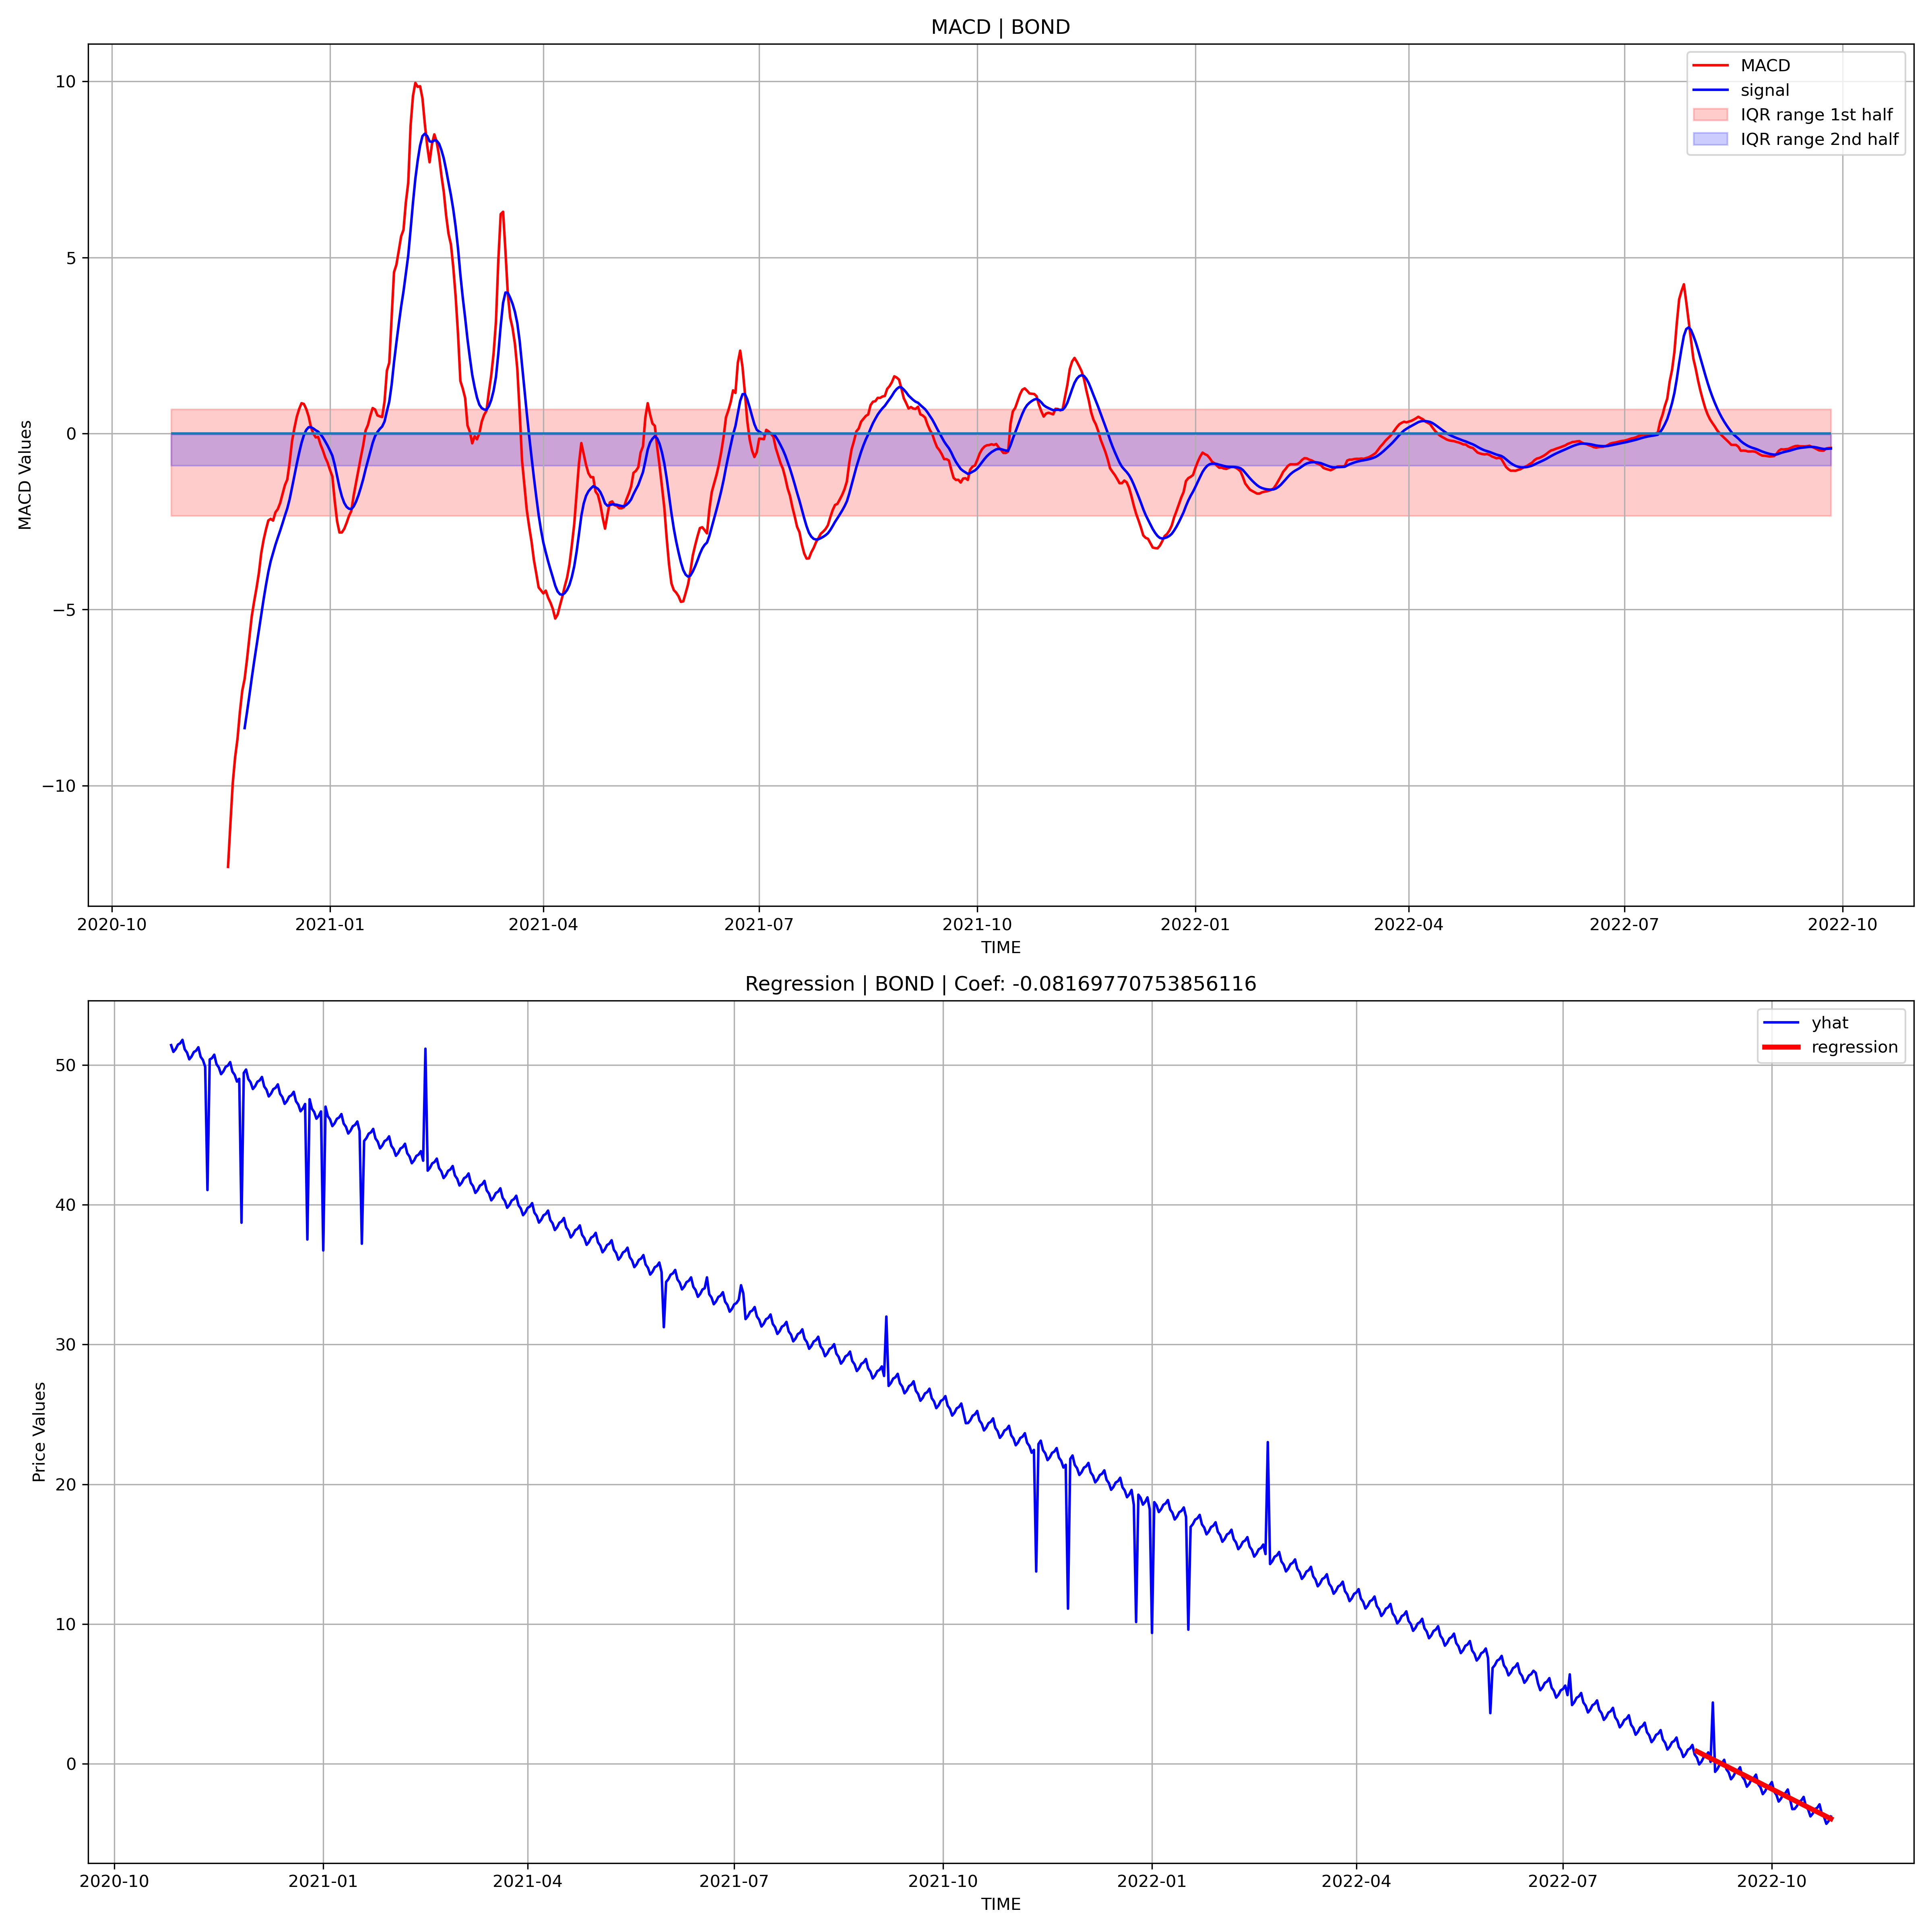 MACD | BOND
MACD
signal
IQR range 1st half
IQR range 2nd half
MACD Values
10
5
0
−5
−10
2020-10 2021-01 2021-04 2021-07 2021-10 2022-01 2022-04 2022-07 2022-10
TIME
Regression | BOND | Coef: -0.08169770753856116
yhat
regression
Price Values
50
40
30
20
10
0
2020-10 2021-01 2021-04 2021-07 2021-10 2022-01 2022-04 2022-07 2022-10
TIME